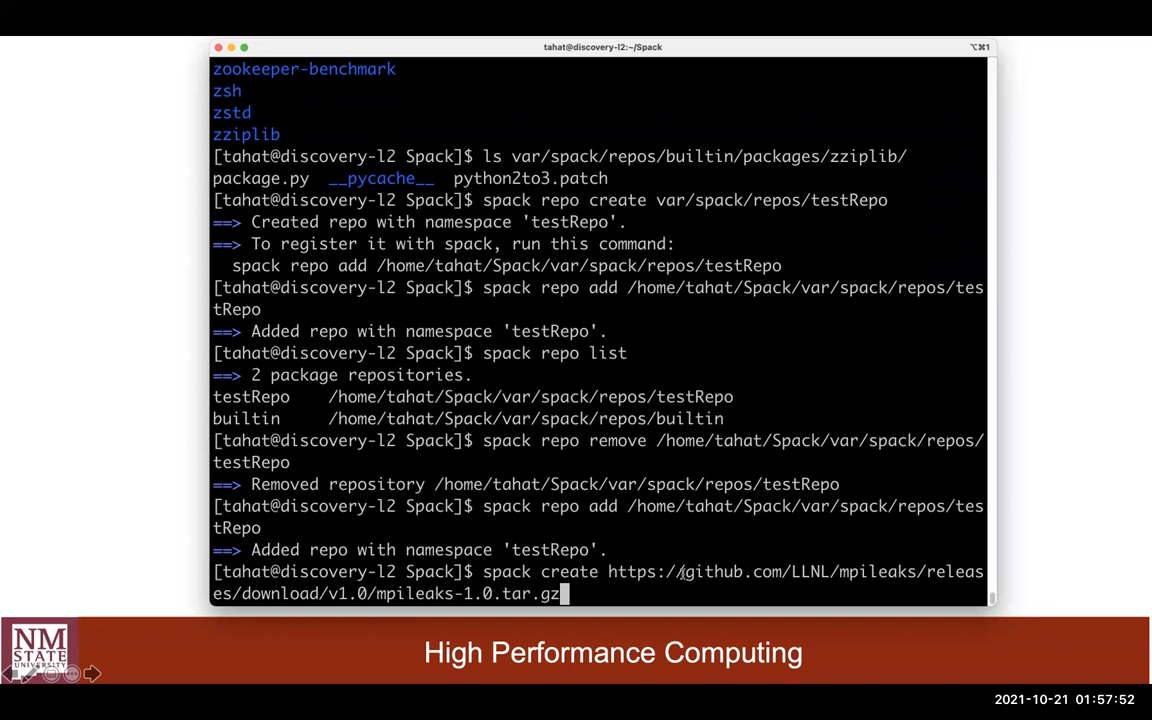 tahat@discovery-l2:~/Spack
⌥⌘1
zookeeper-benchmark
zsh
zstd
zziplib
[tahat@discovery-l2 Spack]$ ls var/spack/repos/builtin/packages/zziplib/
package.py  __pycache__  python2to3.patch
[tahat@discovery-l2 Spack]$ spack repo create var/spack/repos/testRepo
==> Created repo with namespace 'testRepo'.
==> To register it with spack, run this command:
  spack repo add /home/tahat/Spack/var/spack/repos/testRepo
[tahat@discovery-l2 Spack]$ spack repo add /home/tahat/Spack/var/spack/repos/tes
tRepo
==> Added repo with namespace 'testRepo'.
[tahat@discovery-l2 Spack]$ spack repo list
==> 2 package repositories.
testRepo    /home/tahat/Spack/var/spack/repos/testRepo
builtin     /home/tahat/Spack/var/spack/repos/builtin
[tahat@discovery-l2 Spack]$ spack repo remove /home/tahat/Spack/var/spack/repos/
testRepo
==> Removed repository /home/tahat/Spack/var/spack/repos/testRepo
[tahat@discovery-l2 Spack]$ spack repo add /home/tahat/Spack/var/spack/repos/tes
tRepo
==> Added repo with namespace 'testRepo'.
[tahat@discovery-l2 Spack]$ spack create https://github.com/LLNL/mpileaks/releas
es/download/v1.0/mpileaks-1.0.tar.gz
NM
STATE
UNIVERSITY
High Performance Computing
2021-10-21 01:57:52